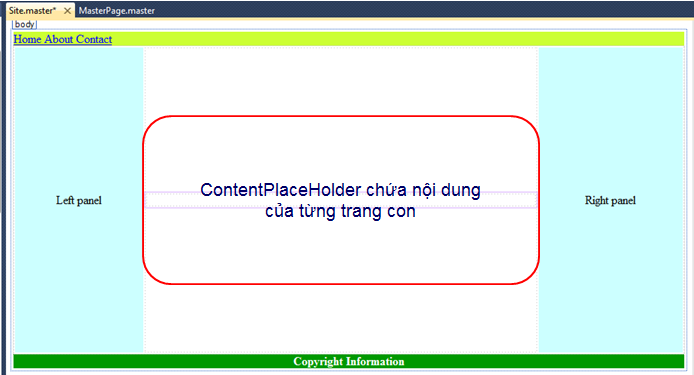 Site.master* MasterPage.master
body
Home About Contact
ContentPlaceHolder chứa nội dung
của từng trang con
Left panel
Right panel
Copyright Information